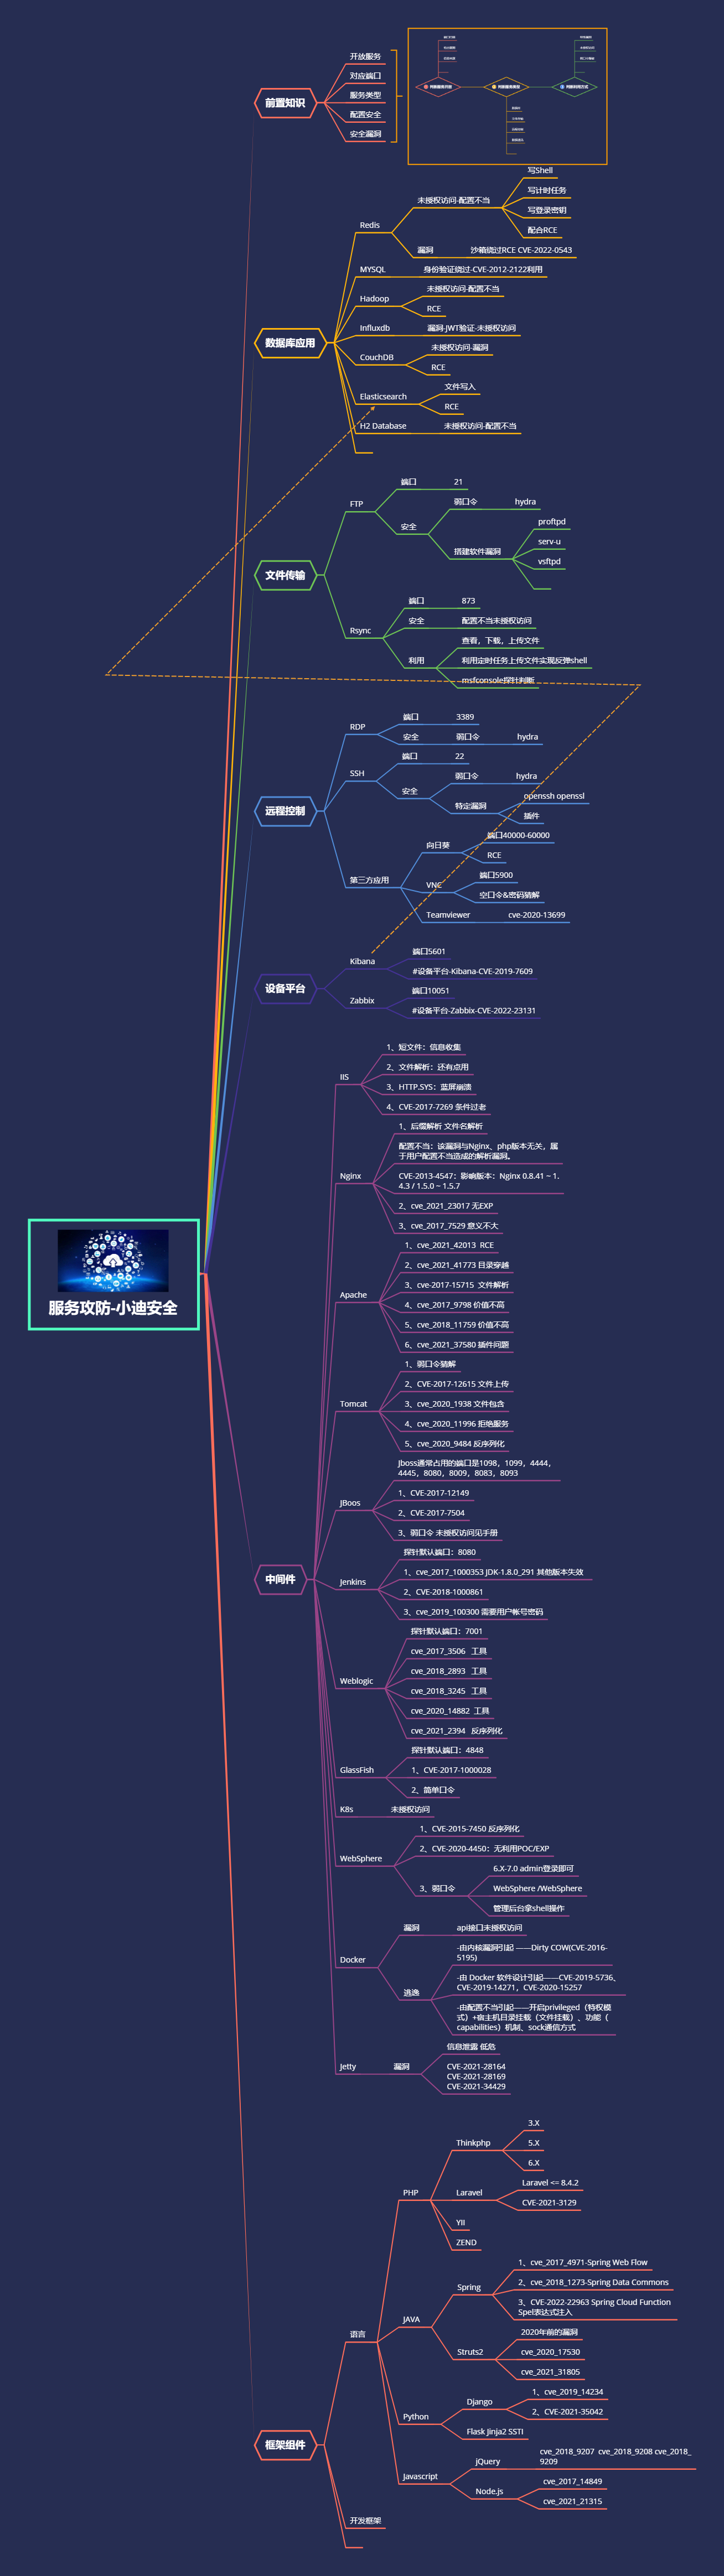 服务攻防-小迪安全
前置知识
开放服务
对应端口
服务类型
配置安全
安全漏洞
数据库应用
Redis
未授权访问-配置不当
写Shell
写计时任务
写登录密钥
配合RCE
漏洞
沙箱绕过RCE CVE-2022-0543
MYSQL
身份验证绕过-CVE-2012-2122利用
Hadoop
未授权访问-配置不当
RCE
Influxdb
漏洞-JWT验证-未授权访问
CouchDB
未授权访问-漏洞
RCE
Elasticsearch
文件写入
RCE
H2 Database
未授权访问-配置不当
文件传输
FTP
端口
21
安全
弱口令
hydra
搭建软件漏洞
proftpd
serv-u
vsftpd
Rsync
端口
873
安全
配置不当未授权访问
利用
查看，下载，上传文件
利用定时任务上传文件实现反弹shell
msfconsole探针判断
远程控制
RDP
端口
3389
安全
弱口令
hydra
SSH
端口
22
安全
弱口令
hydra
特定漏洞
openssh openssl
插件
第三方应用
向日葵
端口40000-60000
RCE
VNC
端口5900
空口令&密码猜解
Teamviewer
cve-2020-13699
设备平台
Kibana
端口5601
#设备平台-Kibana-CVE-2019-7609
Zabbix
端口10051
#设备平台-Zabbix-CVE-2022-23131
中间件
IIS
1、短文件：信息收集
2、文件解析：还有点用
3、HTTP.SYS：蓝屏崩溃
4、CVE-2017-7269 条件过老
Nginx
1、后缀解析 文件名解析
配置不当：该漏洞与Nginx、php版本无关，属
于用户配置不当造成的解析漏洞。
CVE-2013-4547：影响版本：Nginx 0.8.41 ~ 1.
4.3 / 1.5.0 ~ 1.5.7
2、cve_2021_23017 无EXP
3、cve_2017_7529 意义不大
Apache
1、cve_2021_42013 RCE
2、cve_2021_41773 目录穿越
3、cve-2017-15715 文件解析
4、cve_2017_9798 价值不高
5、cve_2018_11759 价值不高
6、cve_2021_37580 插件问题
Tomcat
1、弱口令猜解
2、CVE-2017-12615 文件上传
3、cve_2020_1938 文件包含
4、cve_2020_11996 拒绝服务
5、cve_2020_9484 反序列化
JBoos
Jboss通常占用的端口是1098，1099，4444，
4445，8080，8009，8083，8093
1、CVE-2017-12149
2、CVE-2017-7504
3、弱口令 未授权访问见手册
Jenkins
探针默认端口：8080
1、cve_2017_1000353 JDK-1.8.0_291 其他版本失效
2、CVE-2018-1000861
3、cve_2019_100300 需要用户帐号密码
Weblogic
探针默认端口：7001
cve_2017_3506 工具
cve_2018_2893 工具
cve_2018_3245 工具
cve_2020_14882 工具
cve_2021_2394 反序列化
GlassFish
探针默认端口：4848
1、CVE-2017-1000028
2、简单口令
K8s
未授权访问
WebSphere
1、CVE-2015-7450 反序列化
2、CVE-2020-4450：无利用POC/EXP
3、弱口令
6.X-7.0 admin登录即可
WebSphere /WebSphere
管理后台拿shell操作
Docker
漏洞
api接口未授权访问
逃逸
-由内核漏洞引起 ——Dirty COW(CVE-2016-
5195)
-由 Docker 软件设计引起——CVE-2019-5736、
CVE-2019-14271，CVE-2020-15257
-由配置不当引起——开启privileged（特权模
式）+宿主机目录挂载（文件挂载）、功能（
capabilities）机制、sock通信方式
Jetty
漏洞
信息泄露 低危
CVE-2021-28164
CVE-2021-28169
CVE-2021-34429
框架组件
语言
PHP
Thinkphp
3.X
5.X
6.X
Laravel
Laravel <= 8.4.2
CVE-2021-3129
YII
ZEND
JAVA
Spring
1、cve_2017_4971-Spring Web Flow
2、cve_2018_1273-Spring Data Commons
3、CVE-2022-22963 Spring Cloud Function
Spel表达式注入
Struts2
2020年前的漏洞
cve_2020_17530
cve_2021_31805
Python
Django
1、cve_2019_14234
2、CVE-2021-35042
Flask Jinja2 SSTI
Javascript
jQuery
cve_2018_9207 cve_2018_9208 cve_2018_
9209
Node.js
cve_2017_14849
cve_2021_21315
开发框架